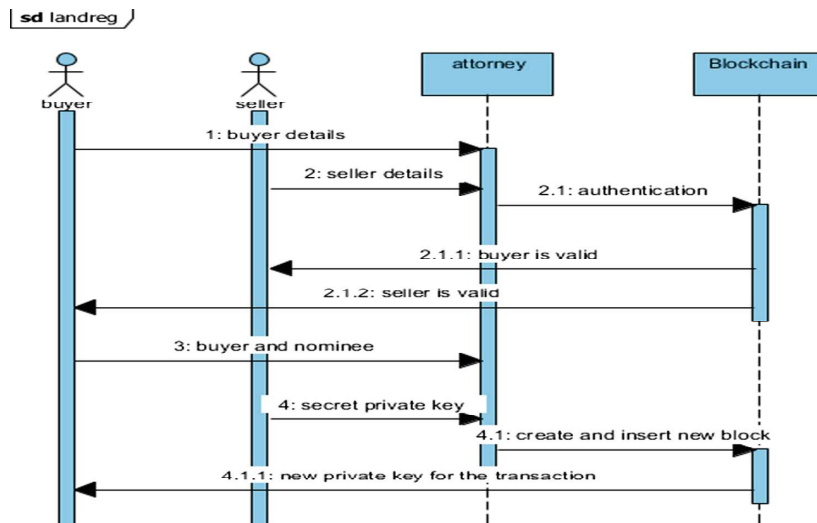 sd landreg
buyer
seller
attorney
Blockchain
1: buyer details
2: seller details
2.1: authentication
2.1.1: buyer is valid
2.1.2: seller is valid
3: buyer and nominee
4: secret private key
4.1: create and insert new block
4.1.1: new private key for the transaction